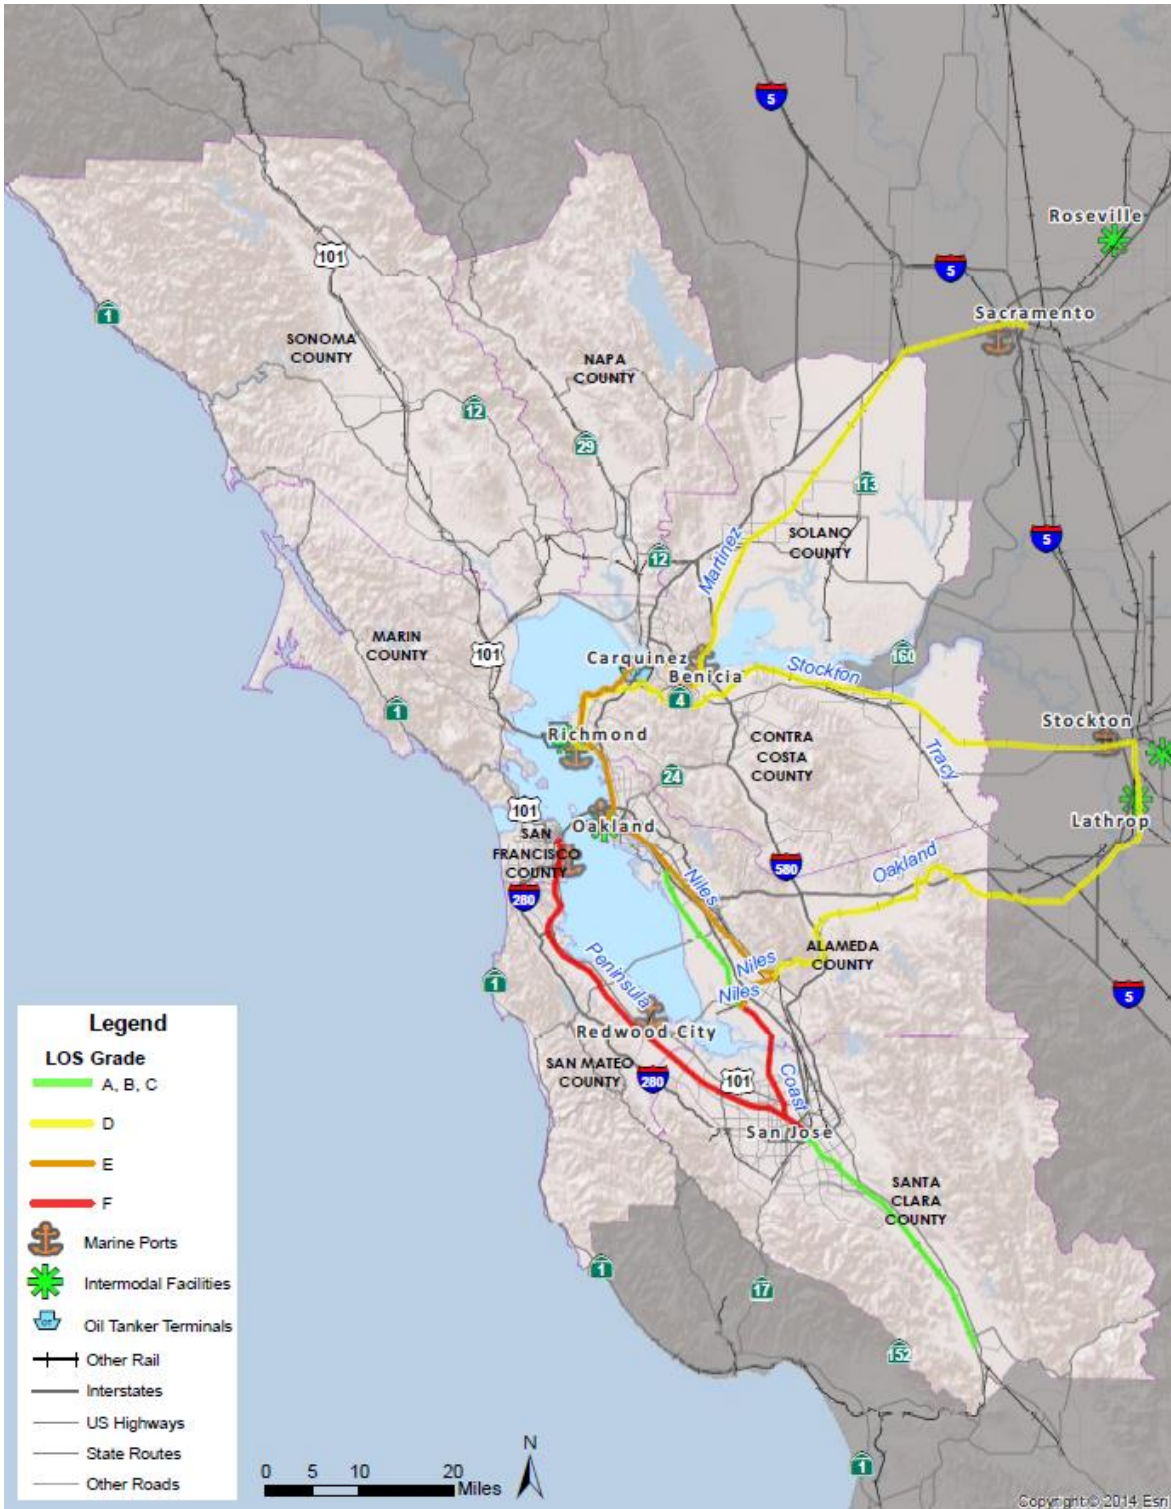 5
Roseville
101
5
1
Sacramento
SONOMA
COUNTY
NAPA
COUNTY
12
29
113
5
Martinez
SOLANO
COUNTY
12
MARIN
COUNTY
101
Carquinez
160
Benicia
Stockton
4
1
Richmond
Stockton
CONTRA
COSTA
COUNTY
Tracy
24
101
Oakland
Lathrop
SAN
FRANCISCO
COUNTY
580
Oakland
280
Niles
ALAMEDA
COUNTY
Niles
Niles
1
Peninsula
5
Redwood City
SAN MATEO
COUNTY
280
101
Coast
San Jose
SANTA
CLARA
COUNTY
1
17
152
1
Legend
LOS Grade
A, B, C
D
E
F
Marine Ports
Intermodal Facilities
OT
Oil Tanker Terminals
Other Rail
Interstates
US Highways
State Routes
Other Roads
N
0 5 10 20
Miles
Copyright:© 2014 Esri